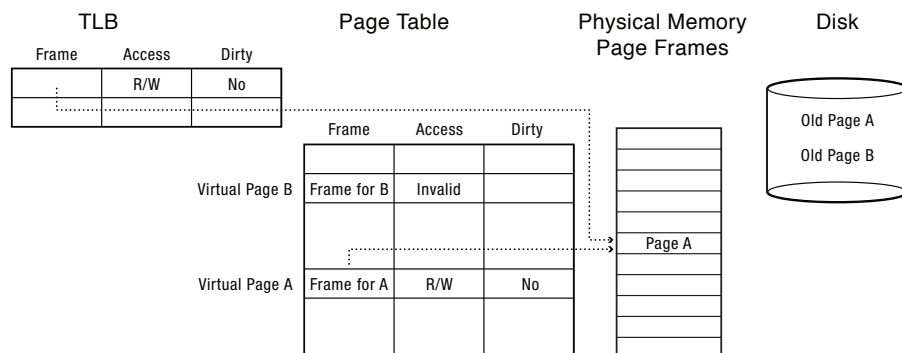 TLB
Page Table
Physical Memory
Page Frames
Disk
Frame Access Dirty
R/W No
Old Page A
Old Page B
Frame Access Dirty
Virtual Page B Frame for B Invalid
Page A
Virtual Page A Frame for A R/W No